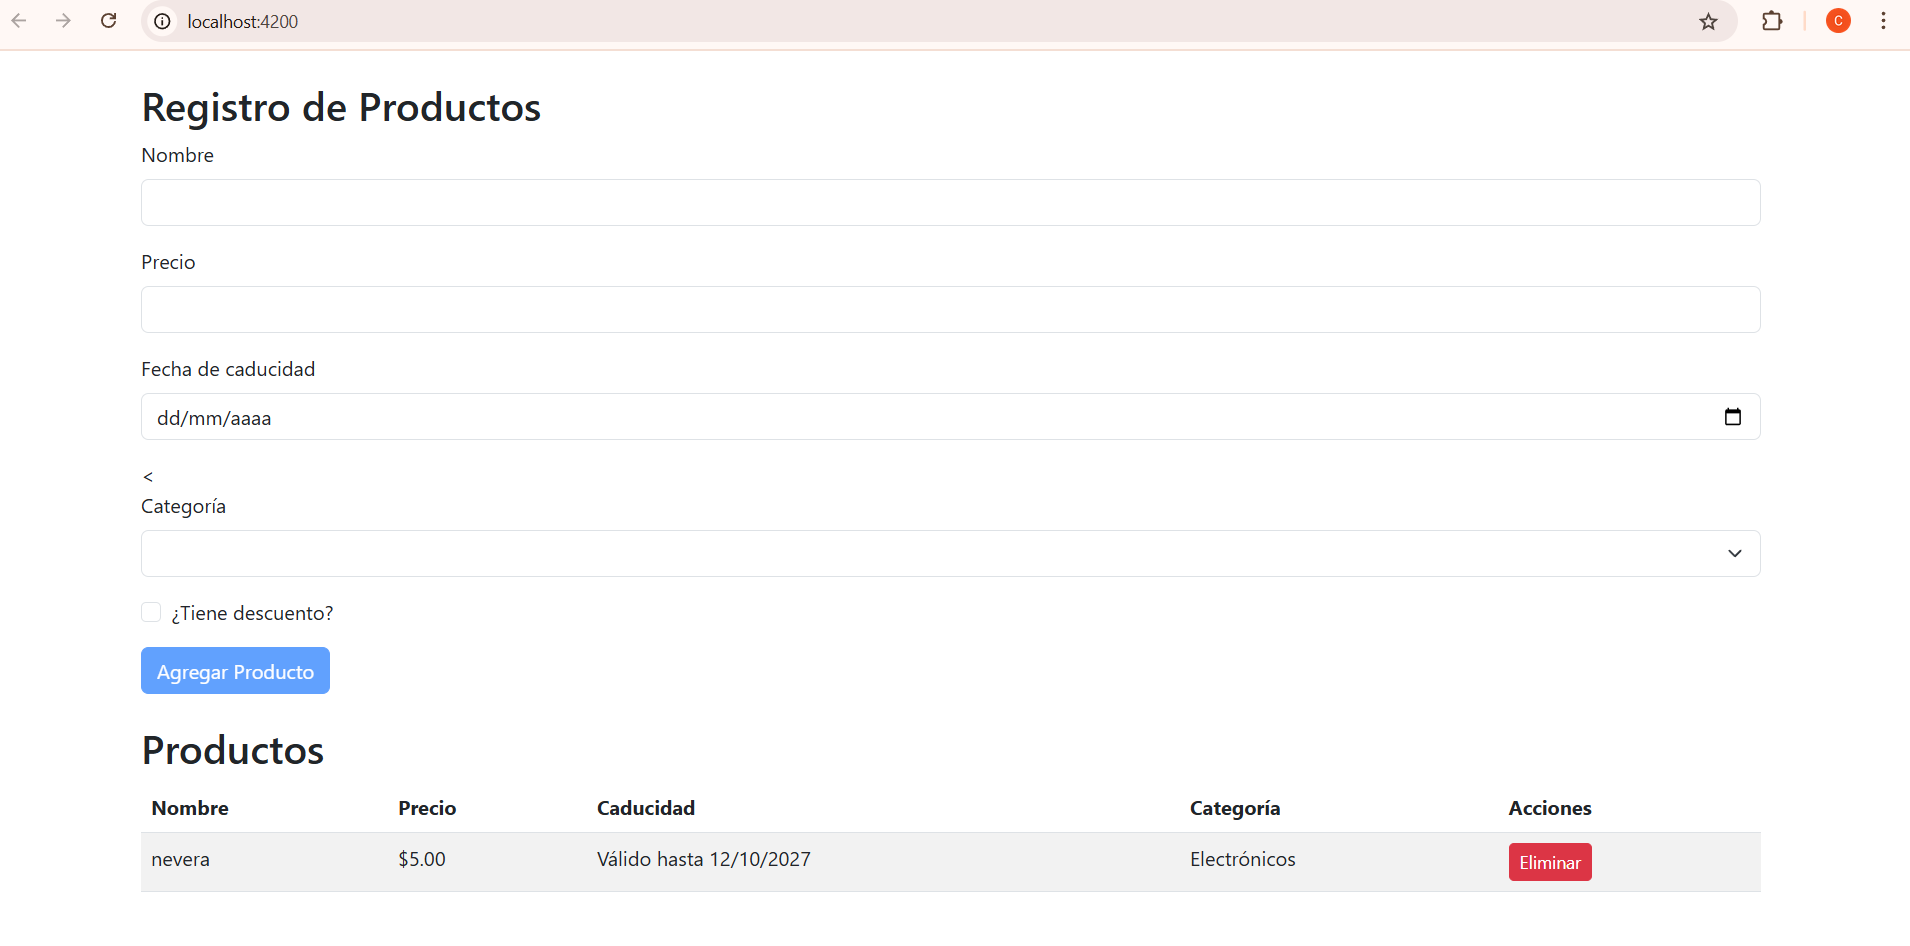 localhost:4200
C
Registro de Productos
Nombre
Precio
Fecha de caducidad
dd/mm/aaaa
<
Categoría
¿Tiene descuento?
Agregar Producto
Productos
Nombre Precio Caducidad Categoría Acciones
nevera $5.00 Válido hasta 12/10/2027 Electrónicos Eliminar